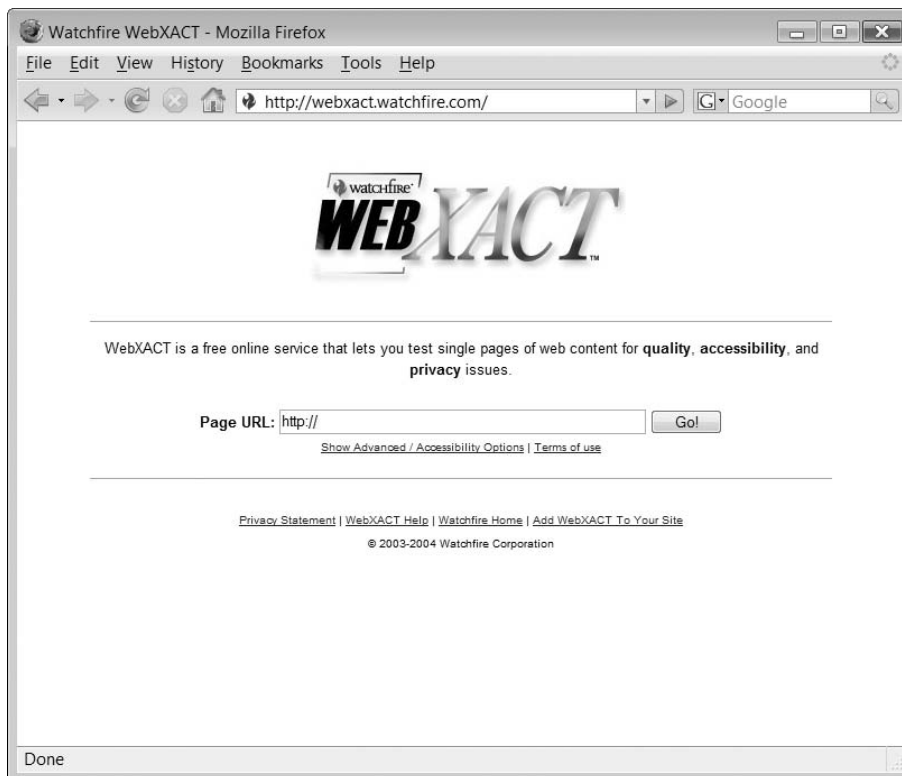 Watchfire WebXACT - Mozilla Firefox
File Edit View History Bookmarks Tools Help
http://webxact.watchfire.com/ G Google
watchfire
WEBXACT™
WebXACT is a free online service that lets you test single pages of web content for quality, accessibility, and
privacy issues.
Page URL: http:// Go!
Show Advanced / Accessibility Options | Terms of use
Privacy Statement | WebXACT Help | Watchfire Home | Add WebXACT To Your Site
© 2003-2004 Watchfire Corporation
Done